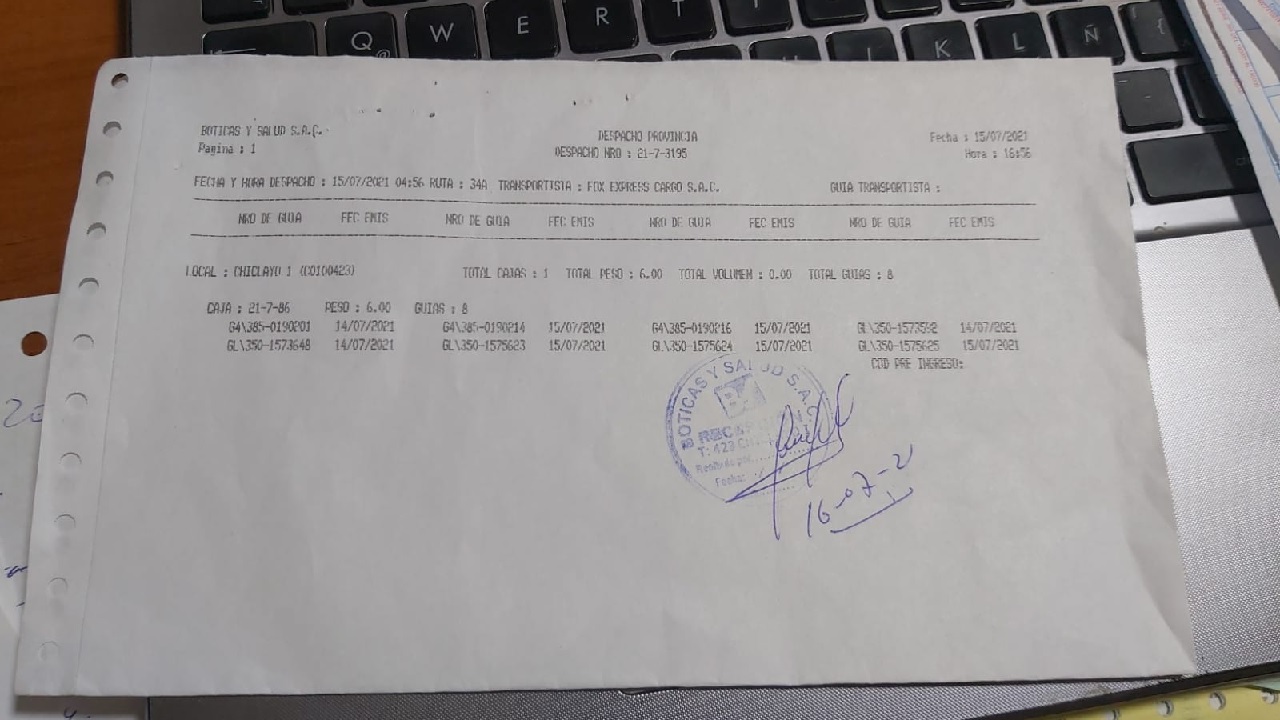 BOTICAS Y SALUD S.A.C. DESPACHO PROVINCIA Fecha : 15/07/2021
Pagina : 1 DESPACHO NRO : 21-7-3195 Hora : 16:56
FECHA Y HORA DESPACHO : 15/07/2021 04:56 RUTA : 34A TRANSPORTISTA : FOX EXPRESS CARGO S.A.C. GUIA TRANSPORTISTA :
NRO DE GUIA FEC EMIS NRO DE GUIA FEC EMIS NRO DE GUIA FEC EMIS NRO DE GUIA FEC EMIS
LOCAL : CHICLAYO 1 (C0100423) TOTAL CAJAS : 1 TOTAL PESO : 6.00 TOTAL VOLUMEN : 0.00 TOTAL GUIAS : 8
CAJA : 21-7-86 PESO : 6.00 GUIAS : 8
G4\385-0190201 14/07/2021 G4\385-0190214 15/07/2021 G4\385-0190216 15/07/2021 14/07/2021
GL\350-1573648 14/07/2021 GL\350-1575623 15/07/2021 GL\350-1575624 15/07/2021 GL\350-1575625 15/07/2021
COD PRE INGRESO:
BOTICAS Y SALUD S.A.C.
T: 423
Fecha:
16-07-21
Q W E R T K L Ñ